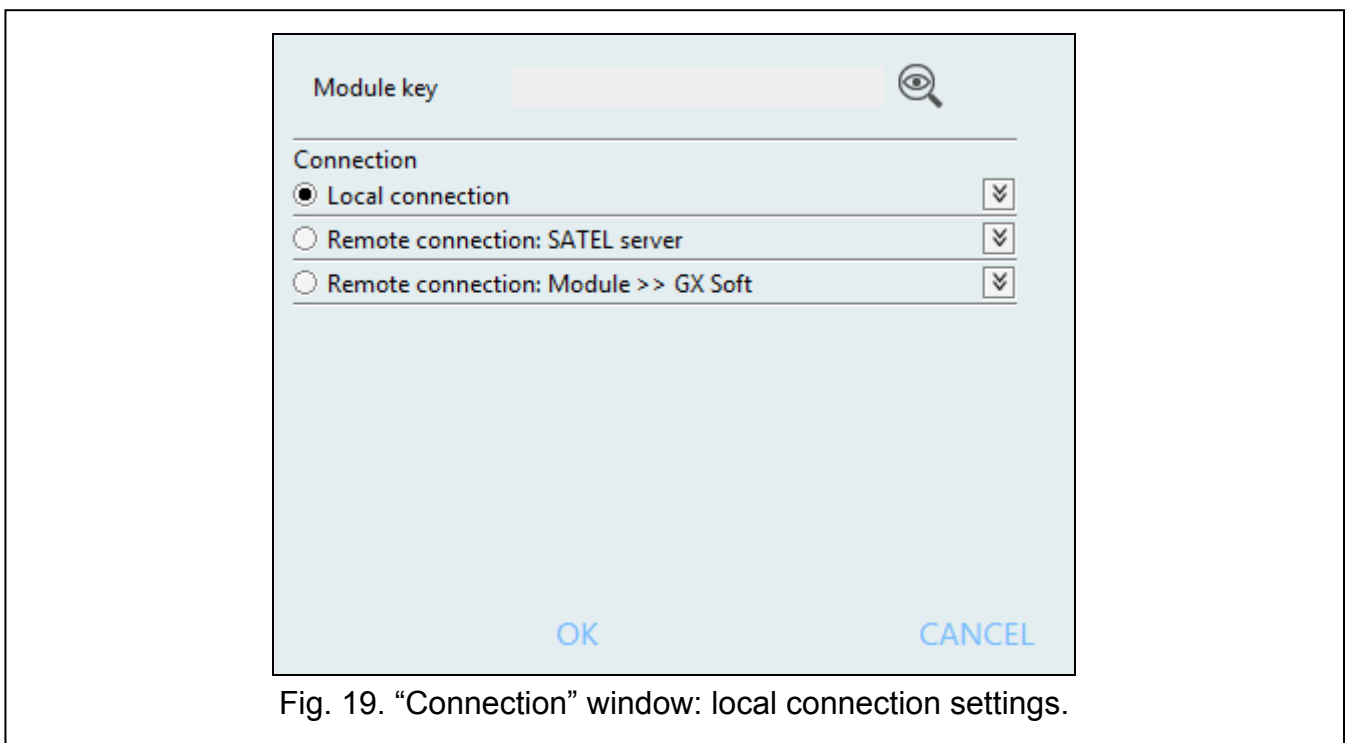 Module key
Connection
Local connection
Remote connection: SATEL server
Remote connection: Module >> GX Soft
OK CANCEL
Fig. 19. “Connection” window: local connection settings.